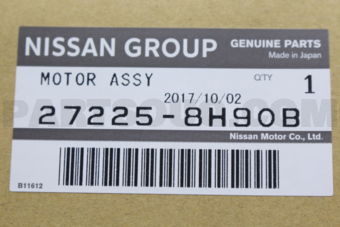 NISSAN GROUP GENUINE PARTS
Made in Japan
MOTOR ASSY Q'TY 1
2017/10/02
27225-8H90B
Nissan Motor Co., Ltd.
B11612